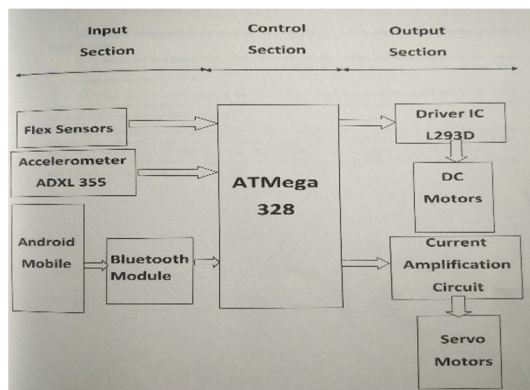 Input
Section
Control
Section
Output
Section
Flex Sensors
Accelerometer
ADXL 355
Android
Mobile
Bluetooth
Module
ATMega
328
Driver IC
L293D
DC
Motors
Current
Amplification
Circuit
Servo
Motors